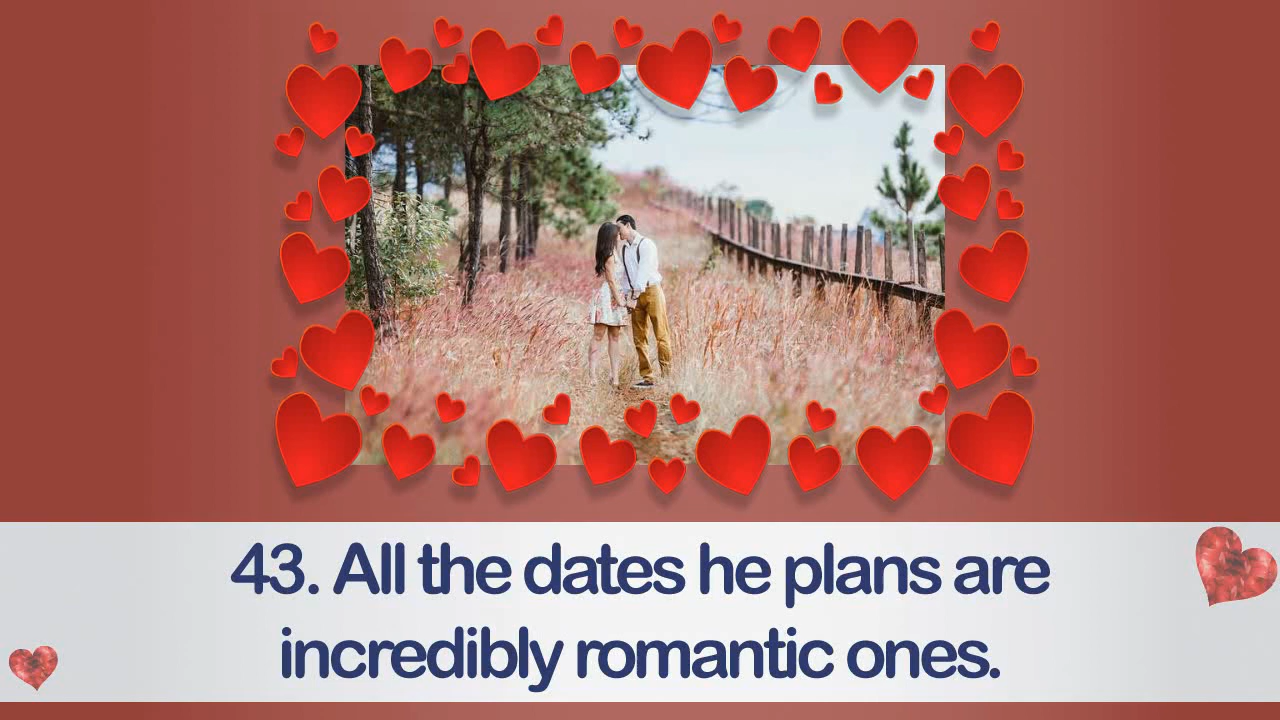 43. All the dates he plans are
incredibly romantic ones.